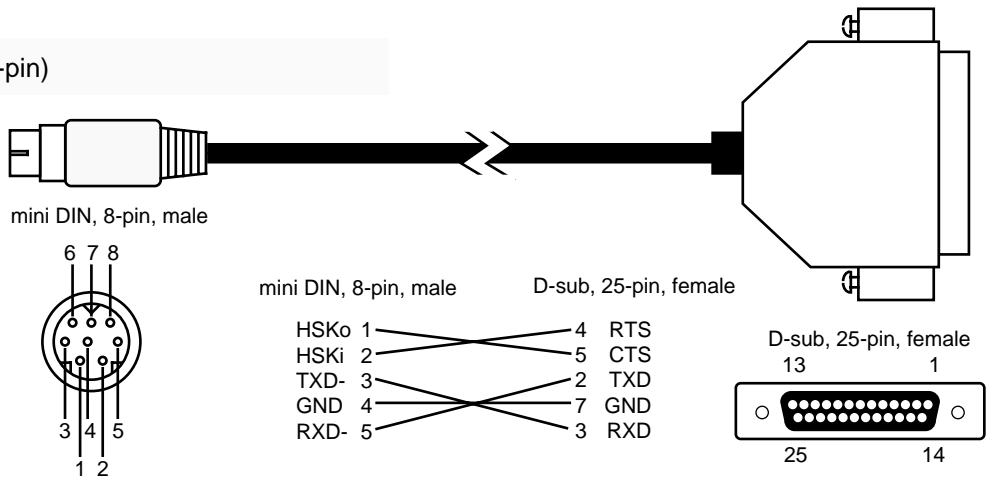 -pin)
mini DIN, 8-pin, male
6 7 8
3 4 5
1 2
mini DIN, 8-pin, male D-sub, 25-pin, female
HSKo 1 4 RTS
HSKi 2 5 CTS
TXD- 3 2 TXD
GND 4 7 GND
RXD- 5 3 RXD
D-sub, 25-pin, female
13 1
25 14